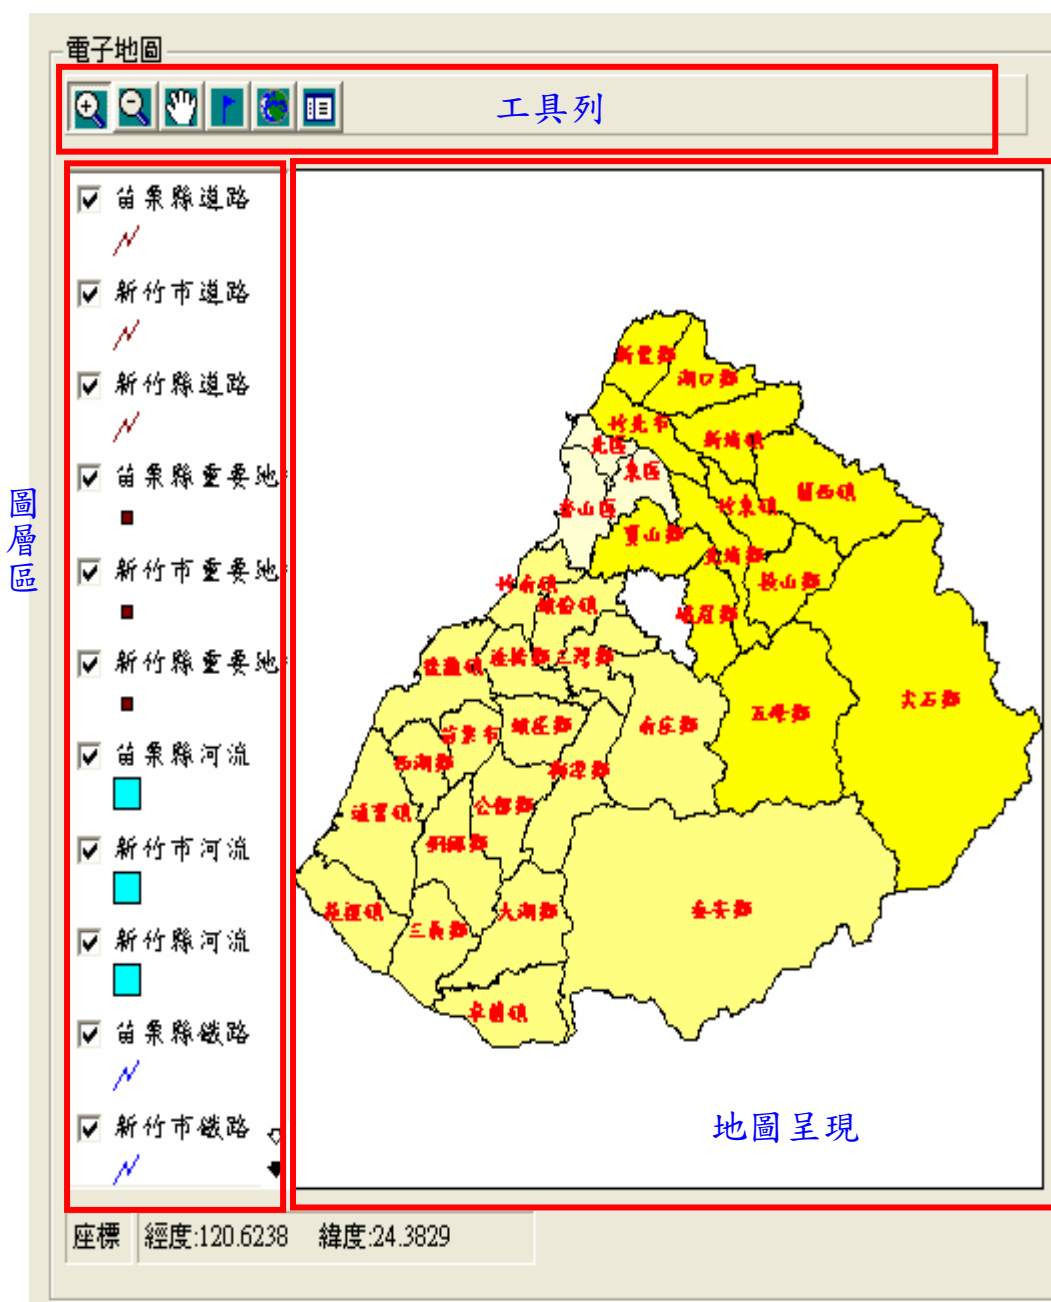 電子地圖
工具列
圖層區
苗栗縣道路
新竹市道路
新竹縣道路
苗栗縣重要地
新竹市重要地
新竹縣重要地
苗栗縣河流
新竹市河流
新竹縣河流
苗栗縣鐵路
新竹市鐵路
新豐鄉
湖口鄉
竹北市
新埔鎮
北區
東區
關西鎮
香山區
竹東鎮
寶山鄉
北埔鄉
橫山鄉
竹南鎮
頭份鎮
峨眉鄉
後龍鎮
造橋鄉
三灣鄉
尖石鄉
五峰鄉
南庄鄉
頭屋鄉
苗栗市
西湖鄉
獅潭鄉
公館鄉
通霄鎮
銅鑼鄉
苑裡鎮
大湖鄉
泰安鄉
三義鄉
卓蘭鎮
地圖呈現
座標 經度:120.6238 緯度:24.3829